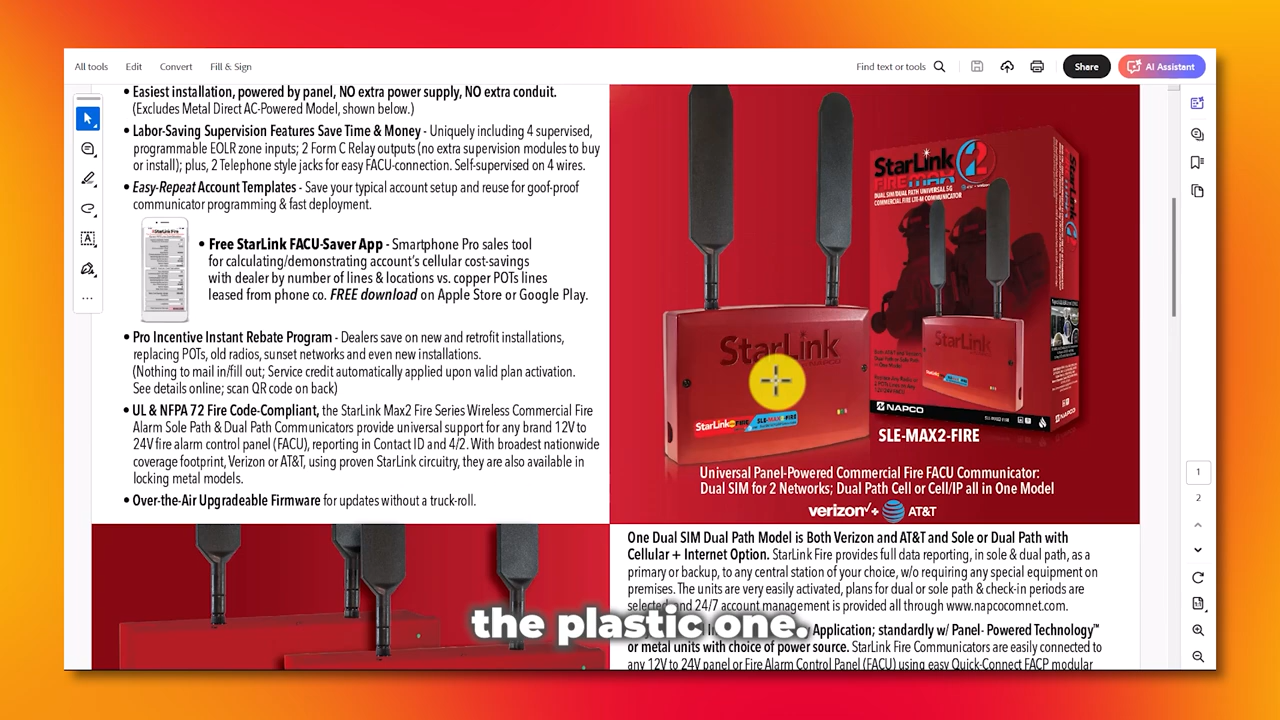 All tools
Edit
Convert
Fill & Sign
Find text or tools
Share
AI Assistant
• Easiest installation, powered by panel, NO extra power supply, NO extra conduit.
(Excludes Metal Direct AC-Powered Model, shown below.)
• Labor-Saving Supervision Features Save Time & Money - Uniquely including 4 supervised,
programmable EOLR zone inputs; 2 Form C Relay outputs (no extra supervision modules to buy
or install); plus, 2 Telephone style jacks for easy FACU-connection. Self-supervised on 4 wires.
• Easy-Repeat Account Templates - Save your typical account setup and reuse for goof-proof
communicator programming & fast deployment.
• Free StarLink FACU-Saver App - Smartphone Pro sales tool
for calculating/demonstrating account's cellular cost-savings
with dealer by number of lines & locations vs. copper POTs lines
leased from phone co. FREE download on Apple Store or Google Play.
• Pro Incentive Instant Rebate Program - Dealers save on new and retrofit installations,
replacing POTs, old radios, sunset networks and even new installations.
(Nothing to mail in/fill out; Service credit automatically applied upon valid plan activation.
See details online; scan QR code on back)
• UL & NFPA 72 Fire Code-Compliant, the StarLink Max2 Fire Series Wireless Commercial Fire
Alarm Sole Path & Dual Path Communicators provide universal support for any brand 12V to
24V fire alarm control panel (FACU), reporting in Contact ID and 4/2. With broadest nationwide
coverage footprint, Verizon or AT&T, using proven StarLink circuitry, they are also available in
locking metal models.
• Over-the-Air Upgradeable Firmware for updates without a truck-roll.
StarLink
StarLink FIRE SLE-MAX2-FIRE
StarLink 2
FIREMAX
DUAL SIM/DUAL PATH UNIVERSAL 5G
COMMERCIAL FIRE LTE-M COMMUNICATOR
StarLink
NAPCO
SLE-MAX2-FIRE
Universal Panel-Powered Commercial Fire FACU Communicator:
Dual SIM for 2 Networks; Dual Path Cell or Cell/IP all in One Model
verizon✓+ AT&T
One Dual SIM Dual Path Model is Both Verizon and AT&T and Sole or Dual Path with
Cellular + Internet Option. StarLink Fire provides full data reporting, in sole & dual path, as a
primary or backup, to any central station of your choice, w/o requiring any special equipment on
premises. The units are very easily activated, plans for dual or sole path & check-in periods are
selected and 24/7 account management is provided all through www.napcocomnet.com.
Application; standardly w/ Panel- Powered Technology™
or metal units with choice of power source. StarLink Fire Communicators are easily connected to
any 12V to 24V panel or Fire Alarm Control Panel (FACU) using easy Quick-Connect FACP modular
1
2
the plastic one.